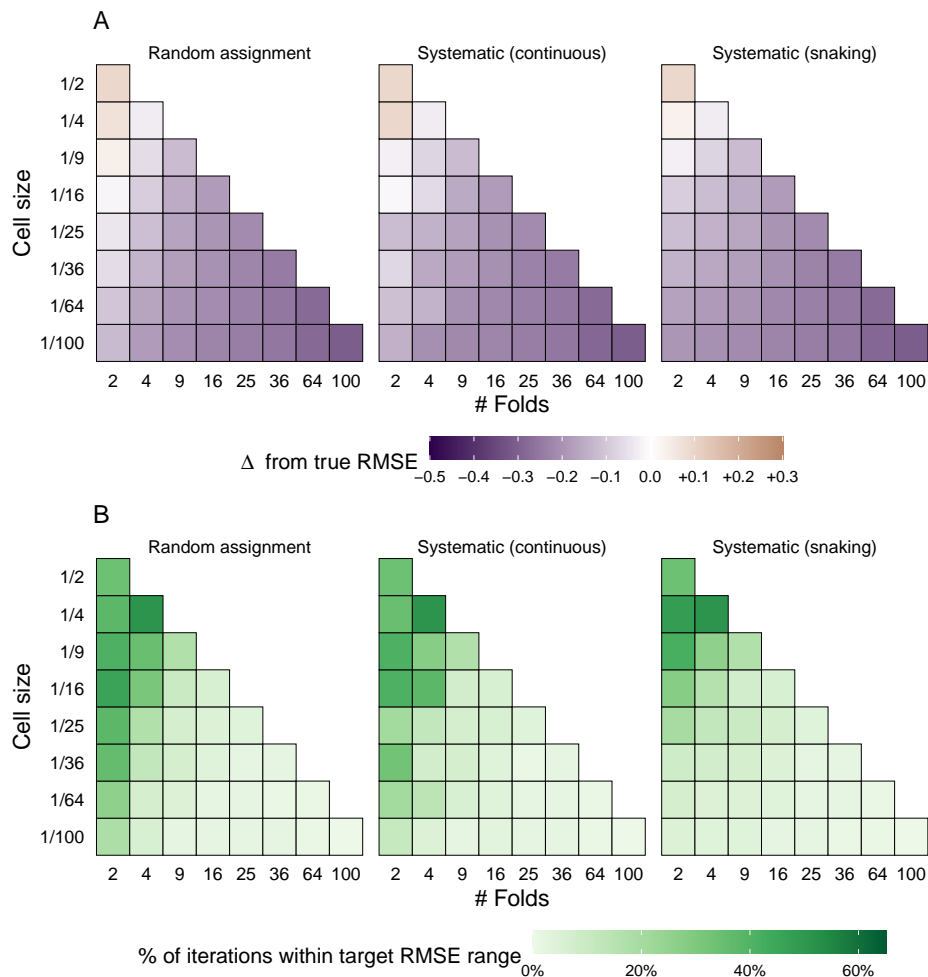 A
Random assignment Systematic (continuous) Systematic (snaking)
Cell size
1/2
1/4
1/9
1/16
1/25
1/36
1/64
1/100
2 4 9 16 25 36 64 100 2 4 9 16 25 36 64 100 2 4 9 16 25 36 64 100
# Folds
Δ from true RMSE
−0.5 −0.4 −0.3 −0.2 −0.1 0.0 +0.1 +0.2 +0.3
B
Random assignment Systematic (continuous) Systematic (snaking)
Cell size
1/2
1/4
1/9
1/16
1/25
1/36
1/64
1/100
2 4 9 16 25 36 64 100 2 4 9 16 25 36 64 100 2 4 9 16 25 36 64 100
# Folds
% of iterations within target RMSE range
0% 20% 40% 60%